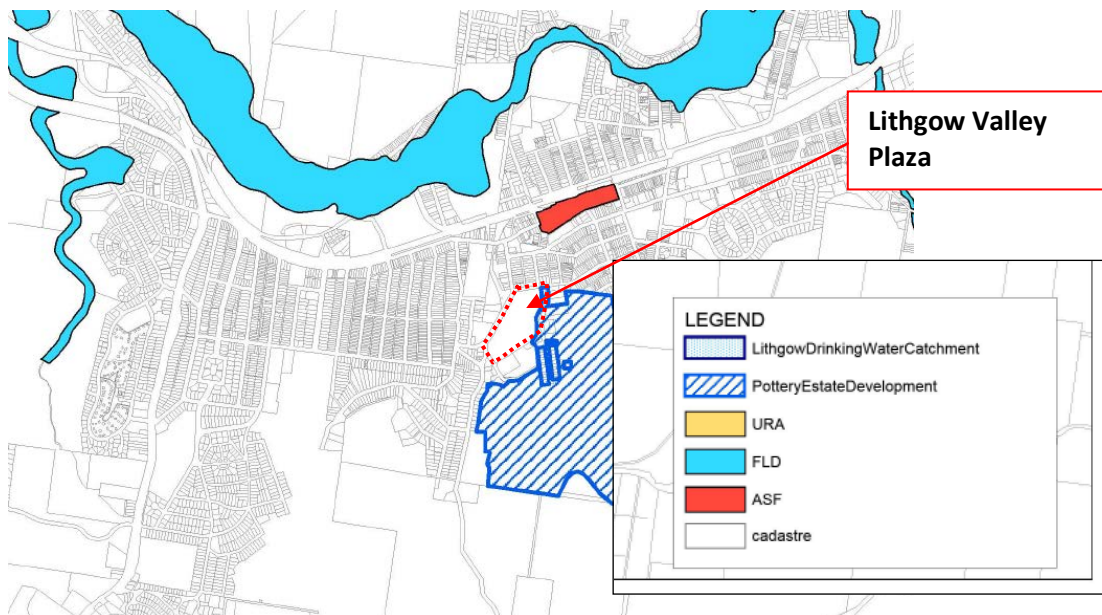 Lithgow Valley
Plaza
LEGEND
LithgowDrinkingWaterCatchment
PotteryEstateDevelopment
URA
FLD
ASF
cadastre